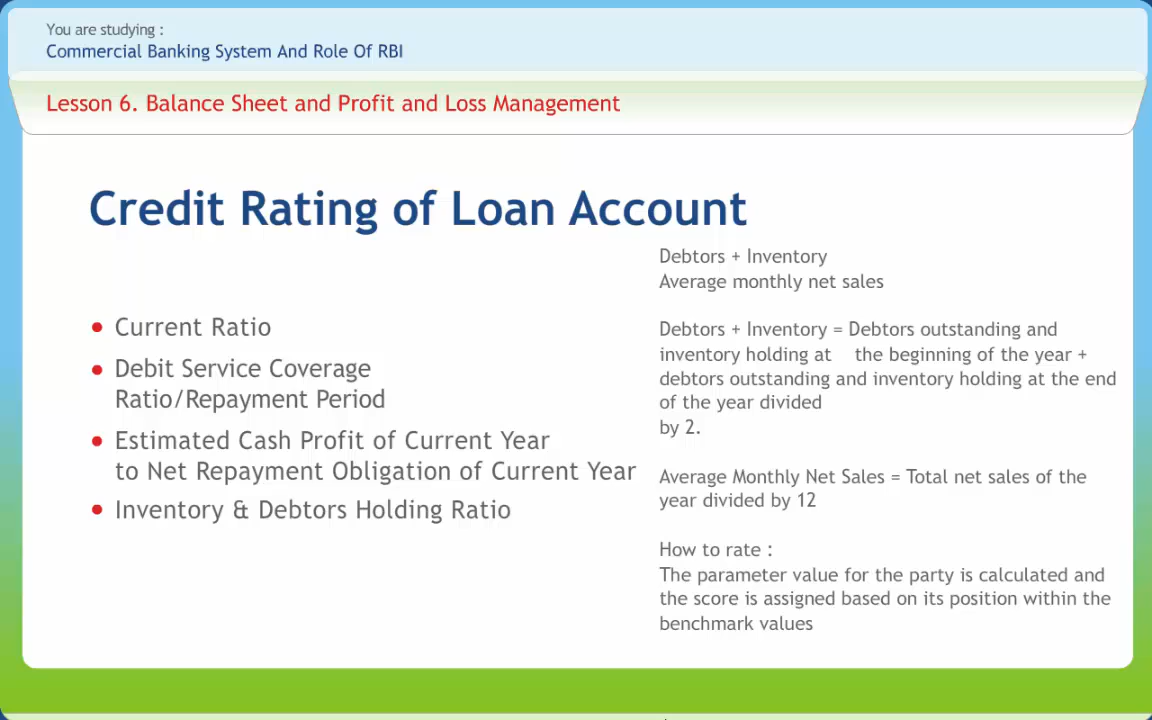 You are studying :
Commercial Banking System And Role Of RBI
Lesson 6. Balance Sheet and Profit and Loss Management
Credit Rating of Loan Account
• Current Ratio
• Debit Service Coverage
Ratio/Repayment Period
• Estimated Cash Profit of Current Year
to Net Repayment Obligation of Current Year
• Inventory & Debtors Holding Ratio
Debtors + Inventory
Average monthly net sales
Debtors + Inventory = Debtors outstanding and
inventory holding at the beginning of the year +
debtors outstanding and inventory holding at the end
of the year divided
by 2.
Average Monthly Net Sales = Total net sales of the
year divided by 12
How to rate :
The parameter value for the party is calculated and
the score is assigned based on its position within the
benchmark values